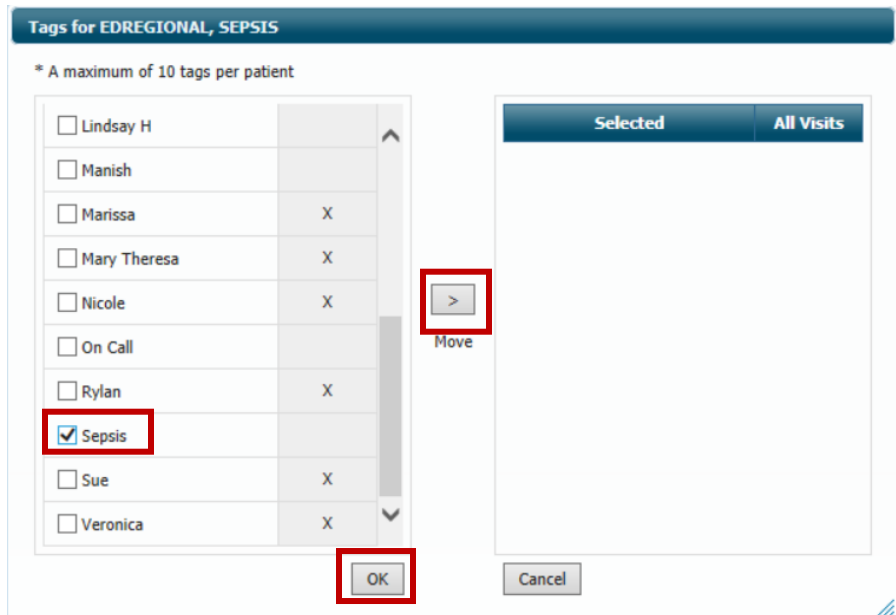 Tags for EDREGIONAL, SEPSIS
* A maximum of 10 tags per patient
Lindsay H
Manish
Marissa X
Mary Theresa X
Nicole X
On Call
Rylan X
Sepsis
Sue X
Veronica X
>
Move
Selected All Visits
OK
Cancel